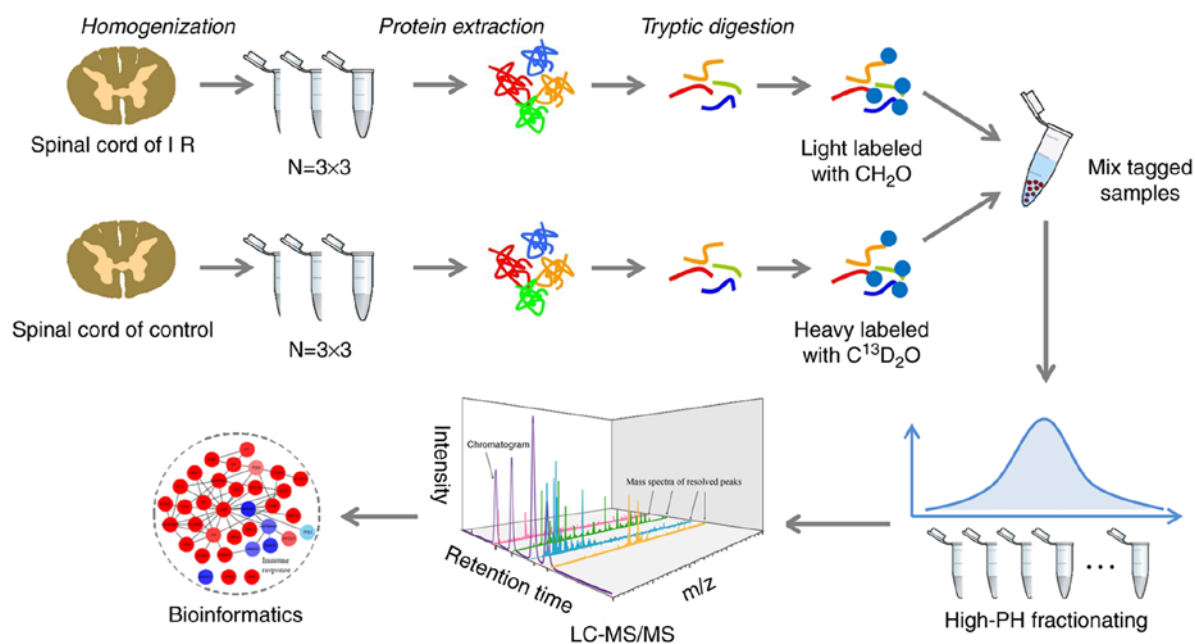 Homogenization
Protein extraction
Tryptic digestion
Spinal cord of I R
N=3×3
Light labeled
with CH₂O
Mix tagged
samples
Spinal cord of control
N=3×3
Heavy labeled
with C¹³D₂O
Intensity
Chromatogram
Mass spectra of resolved peaks
Retention time
m/z
LC-MS/MS
Immune
response
Bioinformatics
High-PH fractionating